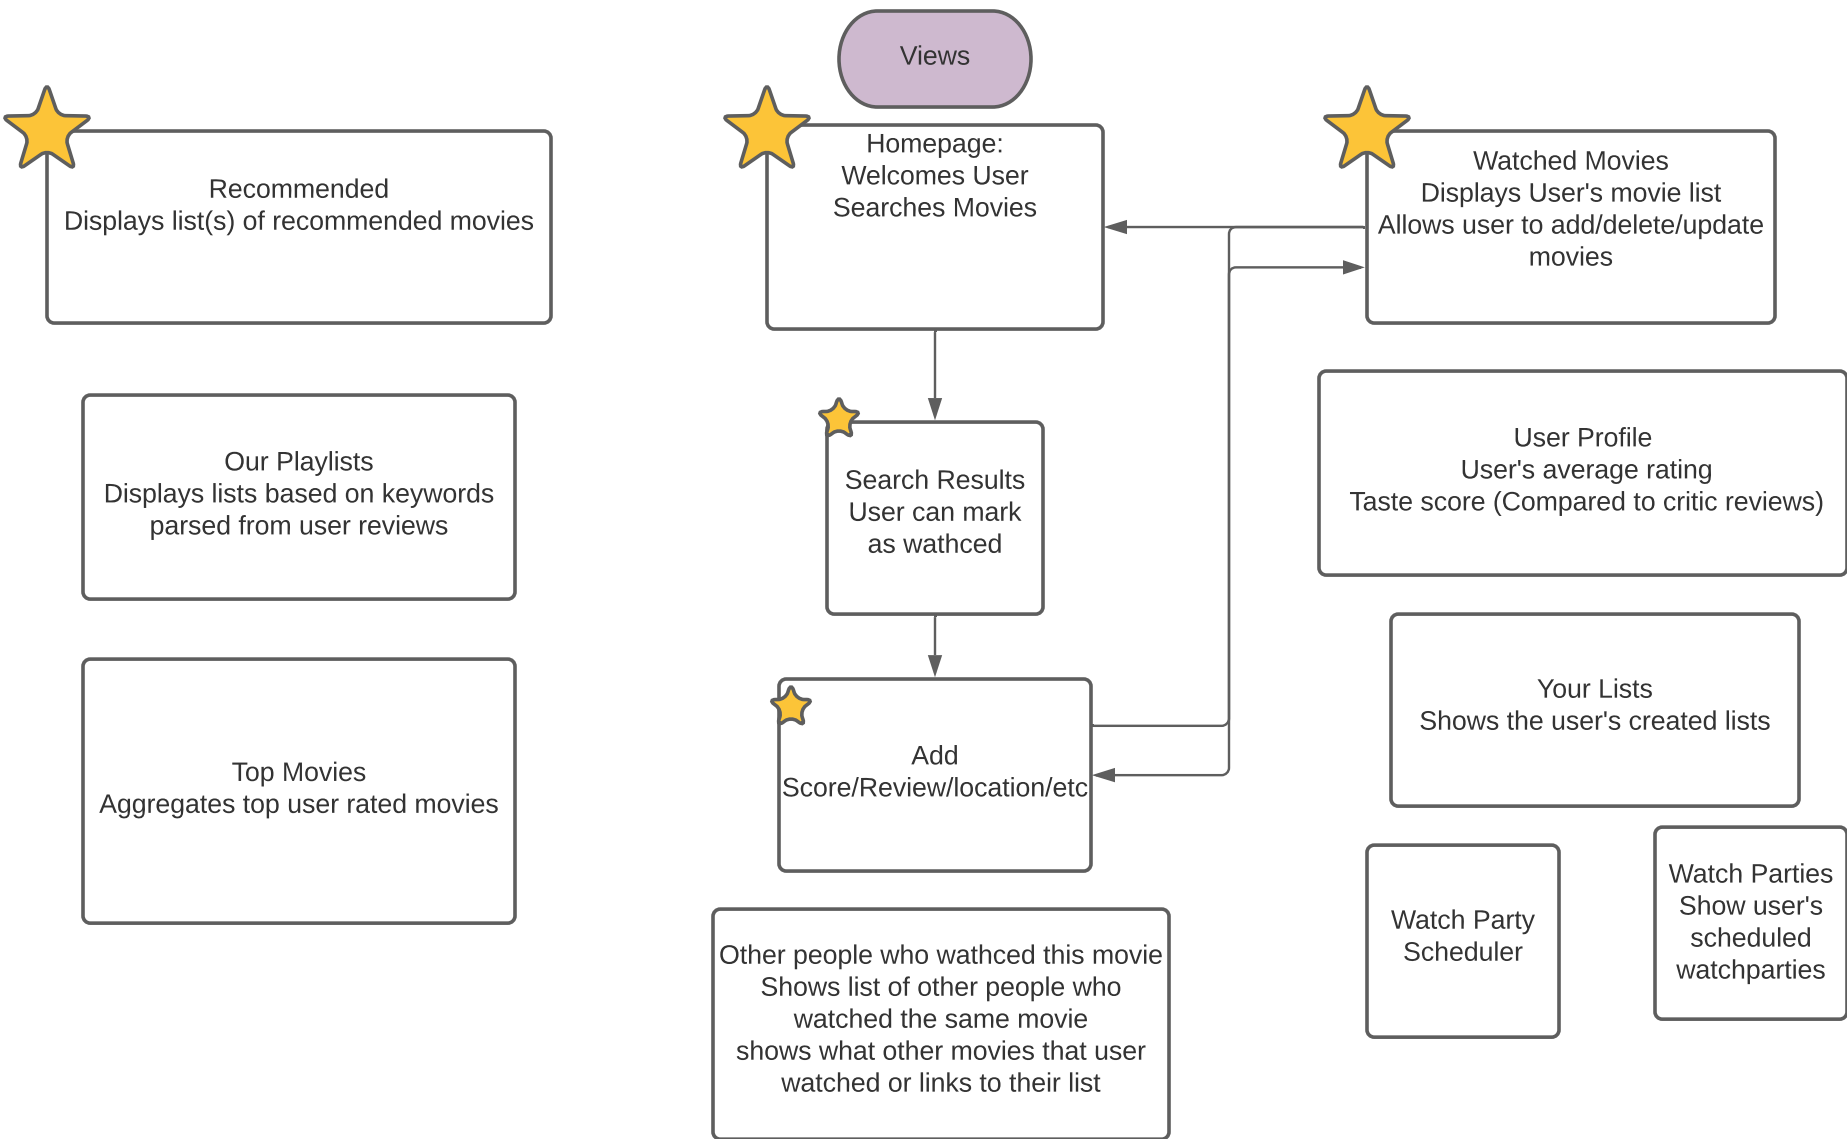 Views
Recommended
Displays list(s) of recommended movies
Homepage:
Welcomes User
Searches Movies
Watched Movies
Displays User's movie list
Allows user to add/delete/update
movies
Our Playlists
Displays lists based on keywords
parsed from user reviews
Search Results
User can mark
as wathced
User Profile
User's average rating
Taste score (Compared to critic reviews)
Top Movies
Aggregates top user rated movies
Add
Score/Review/location/etc
Your Lists
Shows the user's created lists
Other people who wathced this movie
Shows list of other people who
watched the same movie
shows what other movies that user
watched or links to their list
Watch Party
Scheduler
Watch Parties
Show user's
scheduled
watchparties